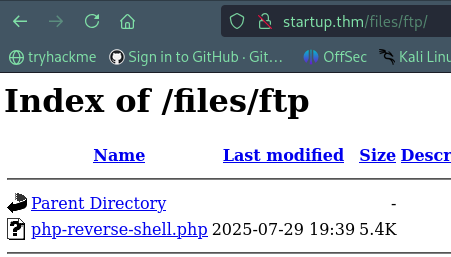 startup.thm/files/ftp/
tryhackme Sign in to GitHub · Git… OffSec Kali Linu
Index of /files/ftp
Name Last modified Size Descr
Parent Directory -
php-reverse-shell.php 2025-07-29 19:39 5.4K